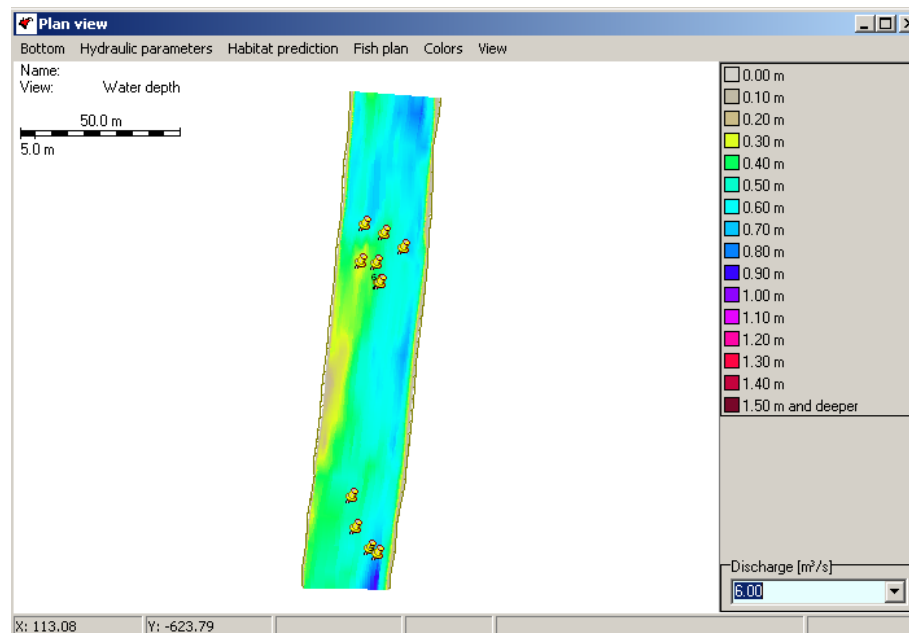 Plan view
Bottom Hydraulic parameters Habitat prediction Fish plan Colors View
Name:
View: Water depth
50.0 m
5.0 m
0.00 m
0.10 m
0.20 m
0.30 m
0.40 m
0.50 m
0.60 m
0.70 m
0.80 m
0.90 m
1.00 m
1.10 m
1.20 m
1.30 m
1.40 m
1.50 m and deeper
Discharge [m³/s]
6.00
X: 113.08 Y: -623.79